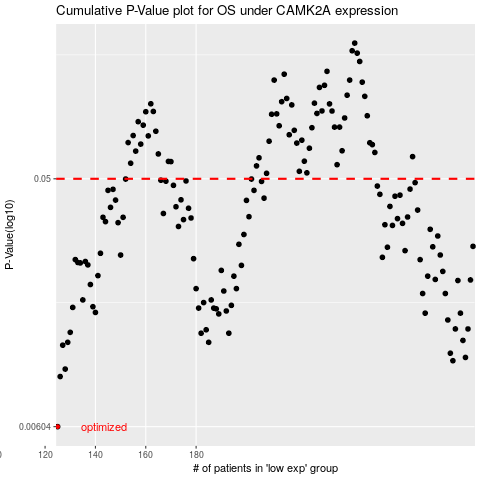 Cumulative P-Value plot for OS under CAMK2A expression
P-Value(log10)
0.05
0.00604
optimized
0 120 140 160 180
# of patients in 'low exp' group